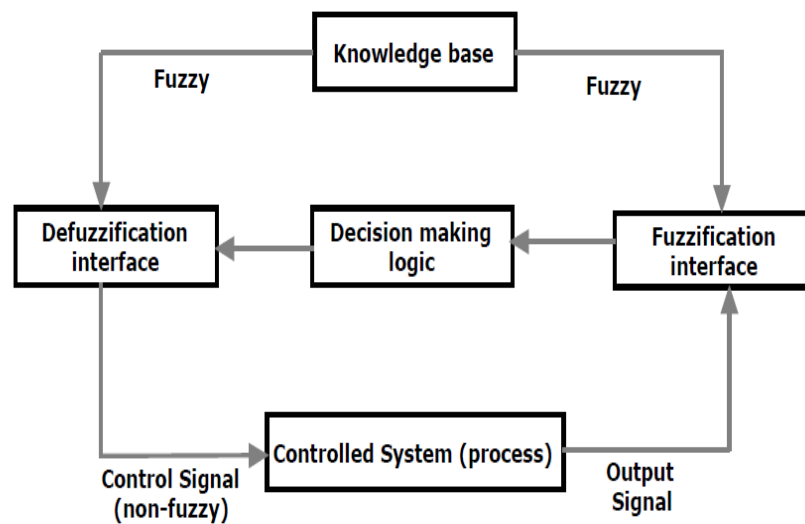 Knowledge base
Fuzzy
Fuzzy
Defuzzification
interface
Decision making
logic
Fuzzification
interface
Controlled System (process)
Control Signal
(non-fuzzy)
Output
Signal